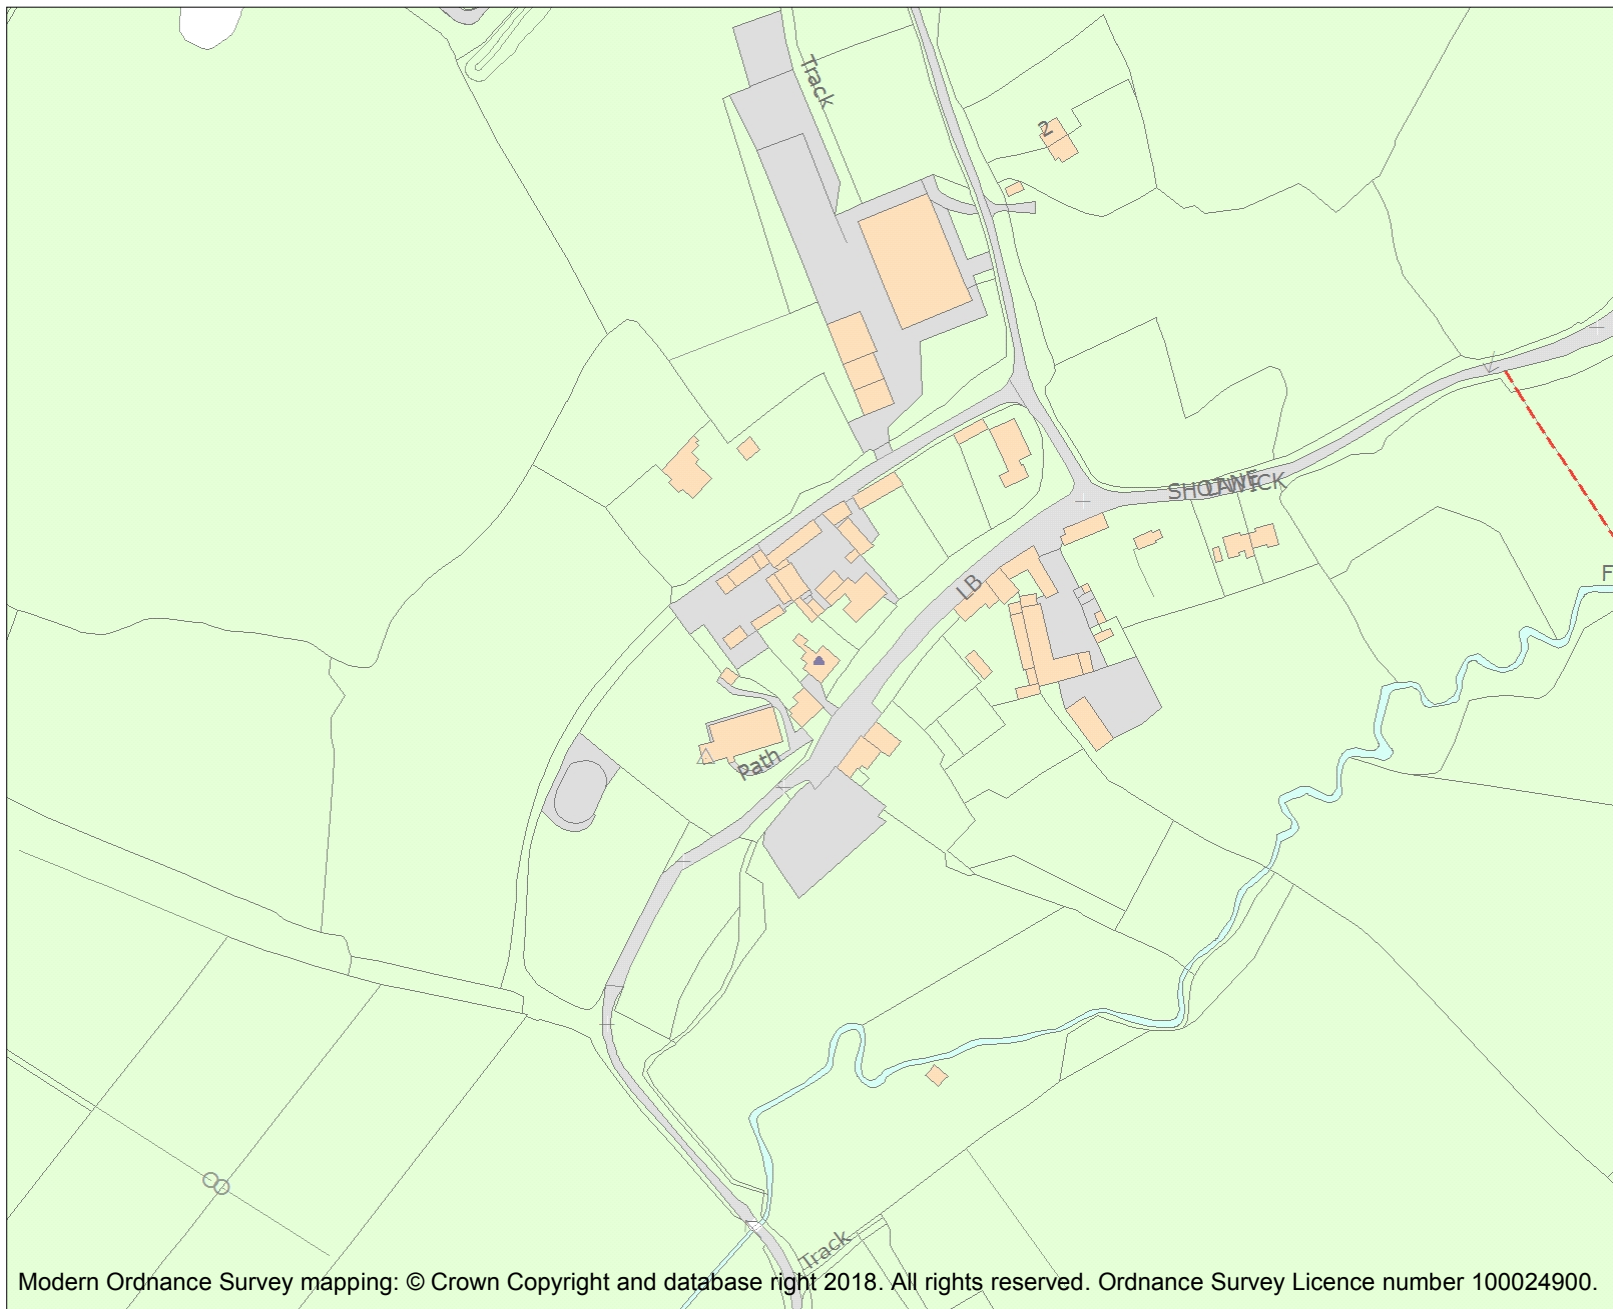 Track
2
SHOTWICK
LANE
LB
F
Path
Track
Modern Ordnance Survey mapping: © Crown Copyright and database right 2018. All rights reserved. Ordnance Survey Licence number 100024900.